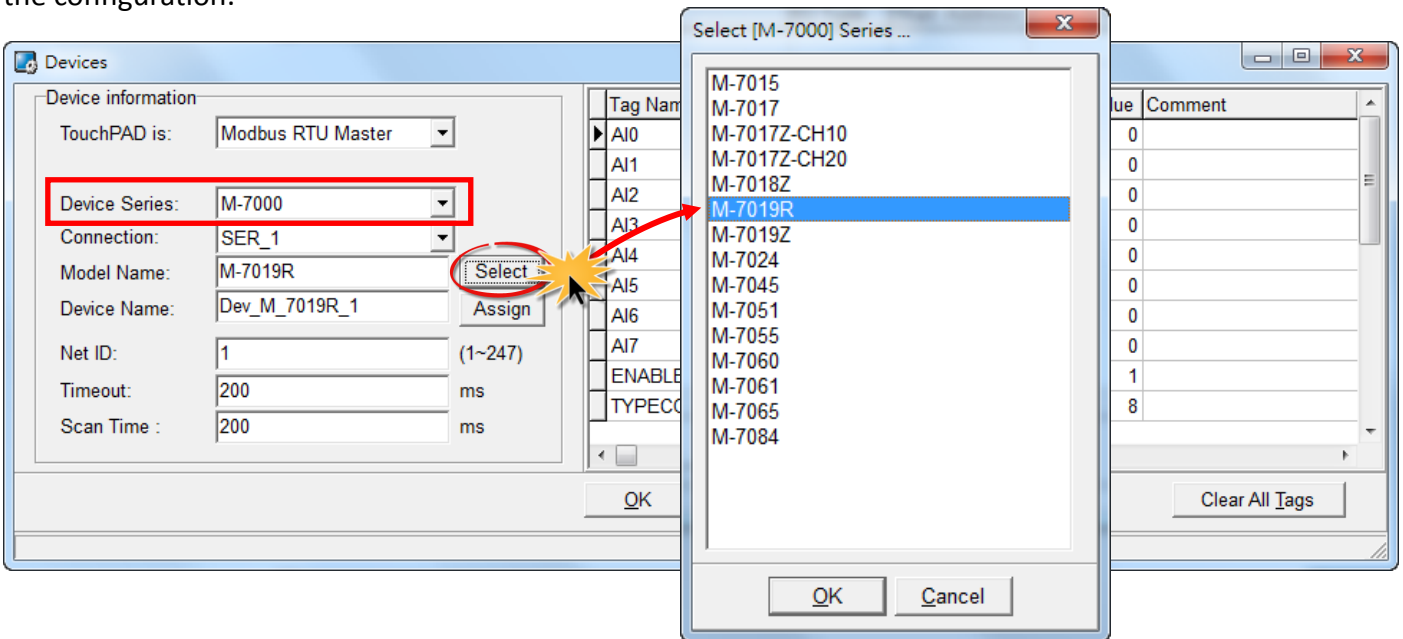 the configuration.
Select [M-7000] Series ...
Devices
Device information
TouchPAD is: Modbus RTU Master
Device Series: M-7000
Connection: SER_1
Model Name: M-7019R Select
Device Name: Dev_M_7019R_1 Assign
Net ID: 1 (1~247)
Timeout: 200 ms
Scan Time : 200 ms
Tag Nam
AI0
AI1
AI2
AI3
AI4
AI5
AI6
AI7
ENABLE
TYPECO
M-7015
M-7017
M-7017Z-CH10
M-7017Z-CH20
M-7018Z
M-7019R
M-7019Z
M-7024
M-7045
M-7051
M-7055
M-7060
M-7061
M-7065
M-7084
OK Cancel
lue Comment
0
0
0
0
0
0
0
0
1
8
OK
Clear All Tags